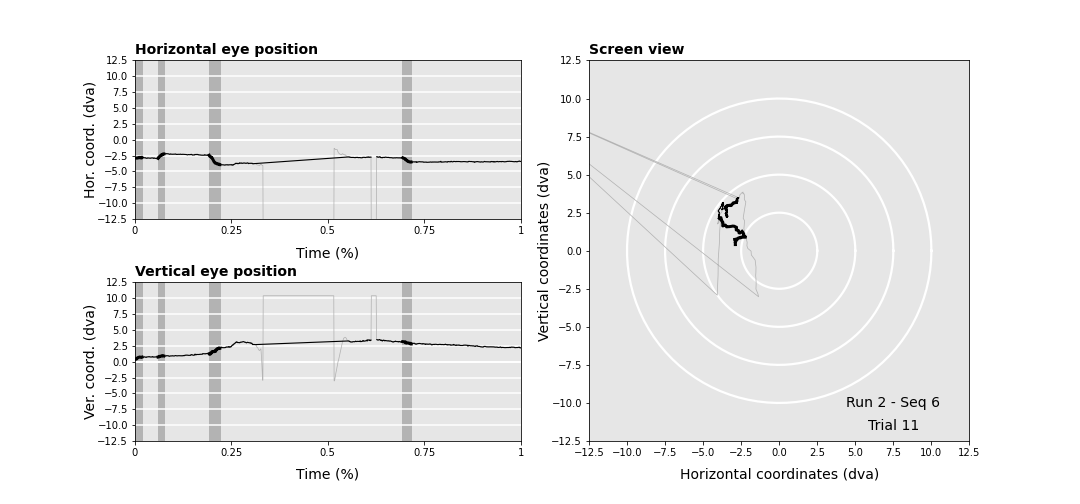 Horizontal eye position
Hor. coord. (dva)
12.5
10.0
7.5
5.0
2.5
0.0
−2.5
−5.0
−7.5
−10.0
−12.5
0 0.25 0.5 0.75 1
Time (%)
Vertical eye position
Ver. coord. (dva)
12.5
10.0
7.5
5.0
2.5
0.0
−2.5
−5.0
−7.5
−10.0
−12.5
0 0.25 0.5 0.75 1
Time (%)
Screen view
Vertical coordinates (dva)
12.5
10.0
7.5
5.0
2.5
0.0
−2.5
−5.0
−7.5
−10.0
−12.5
Run 2 - Seq 6
Trial 11
−12.5 −10.0 −7.5 −5.0 −2.5 0.0 2.5 5.0 7.5 10.0 12.5
Horizontal coordinates (dva)